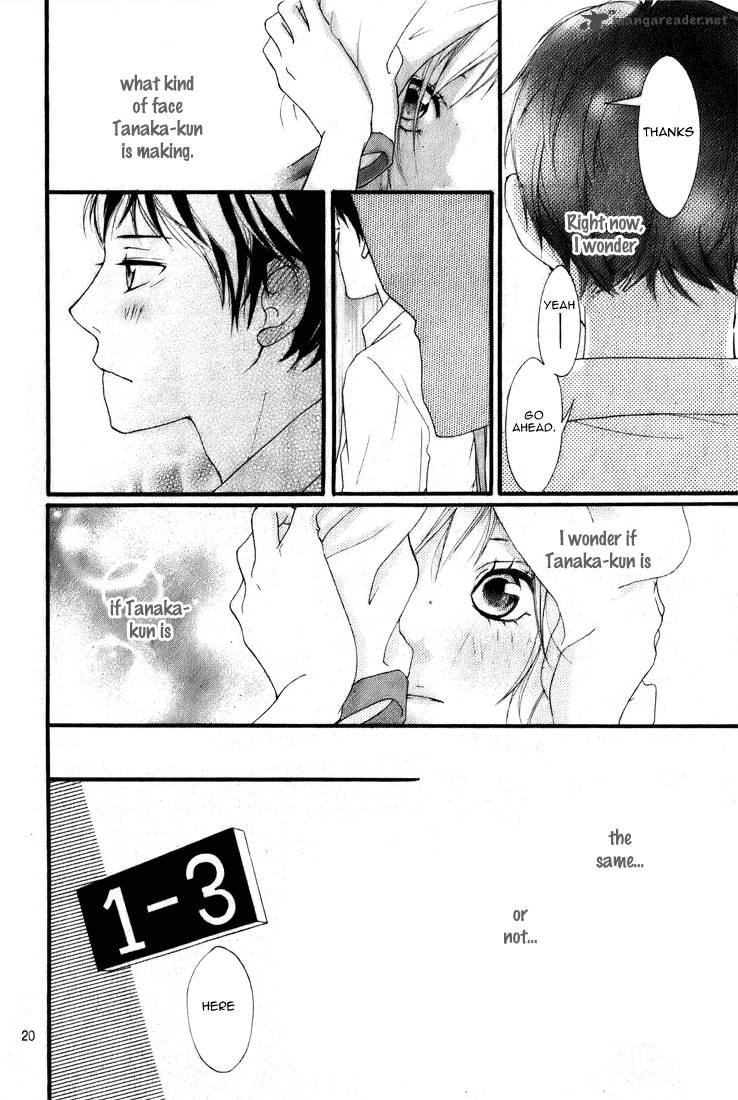 mangareader.net
THANKS
Right now,
I wonder
YEAH
GO
AHEAD.
what kind
of face
Tanaka-kun
is making.
I wonder if
Tanaka-kun is
if Tanaka-
kun is
the
same...
or
not...
1-3
HERE
20